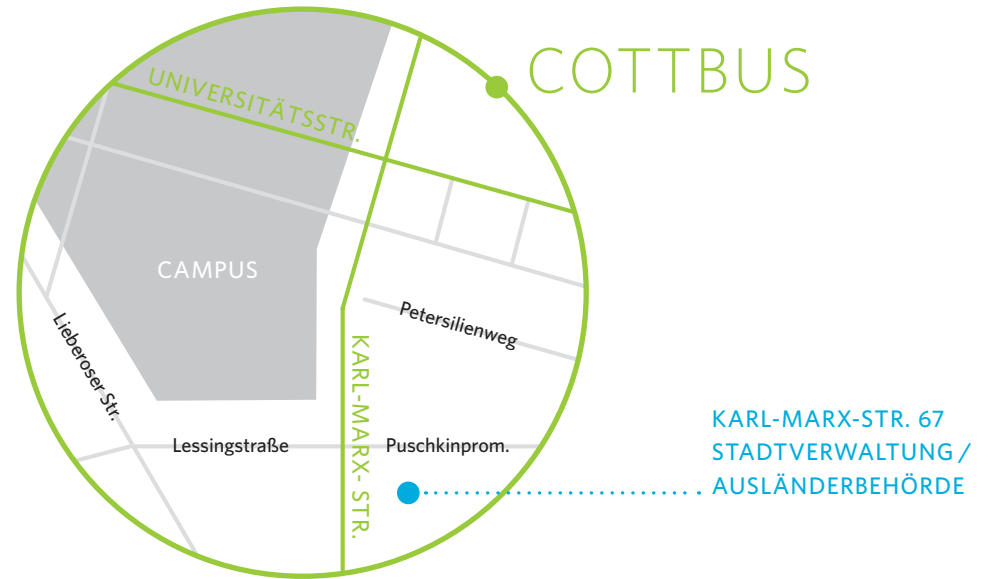 COTTBUS
UNIVERSITÄTSSTR.
CAMPUS
Petersilienweg
Lieberoser Str.
KARL-MARX- STR.
Lessingstraße
Puschkinprom.
KARL-MARX-STR. 67
STADTVERWALTUNG /
AUSLÄNDERBEHÖRDE